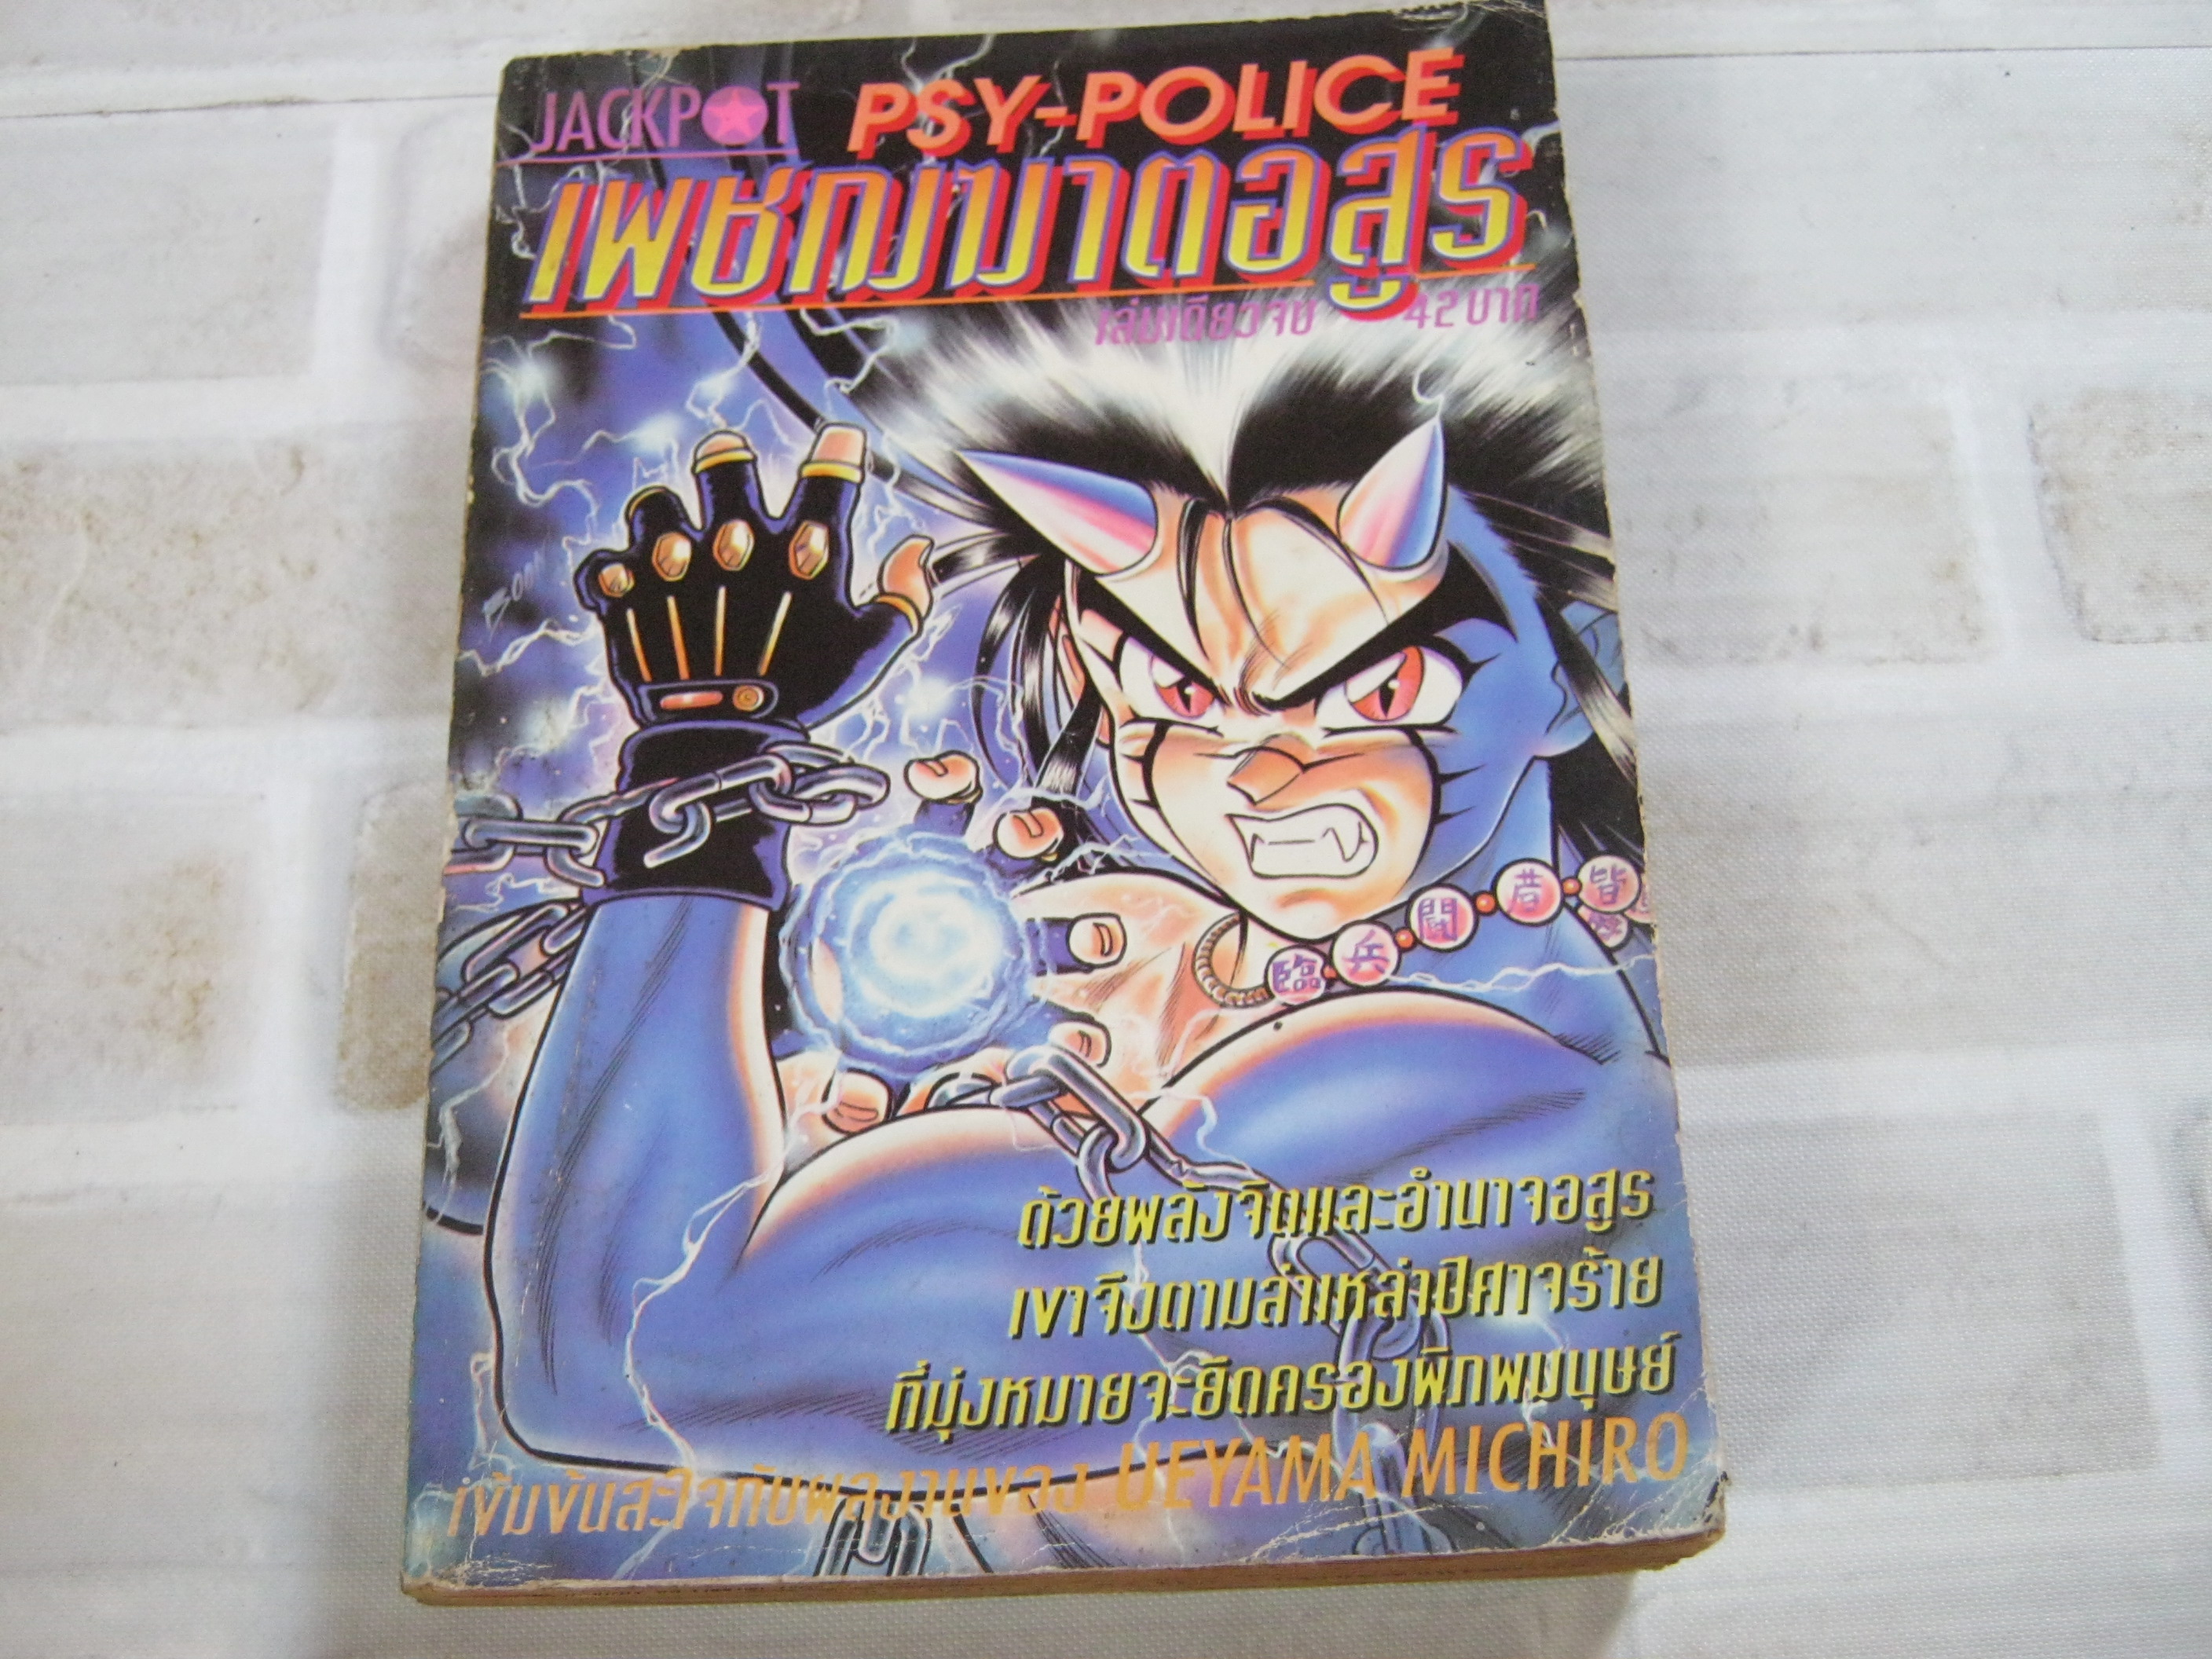 JACKPOT PSY-POLICE
เพชฌฆาตอสูร
เล่มเดียวจบ 42 บาท
BOM
臨 兵 闘 者 皆
ด้วยพลังจิตและอำนาจอสูร
เขาจึงตามล่าเหล่าปีศาจร้าย
ที่มุ่งหมายจะยึดครองพิภพมนุษย์
เข้มข้นสะใจกับผลงานของ UEYAMA MICHIRO